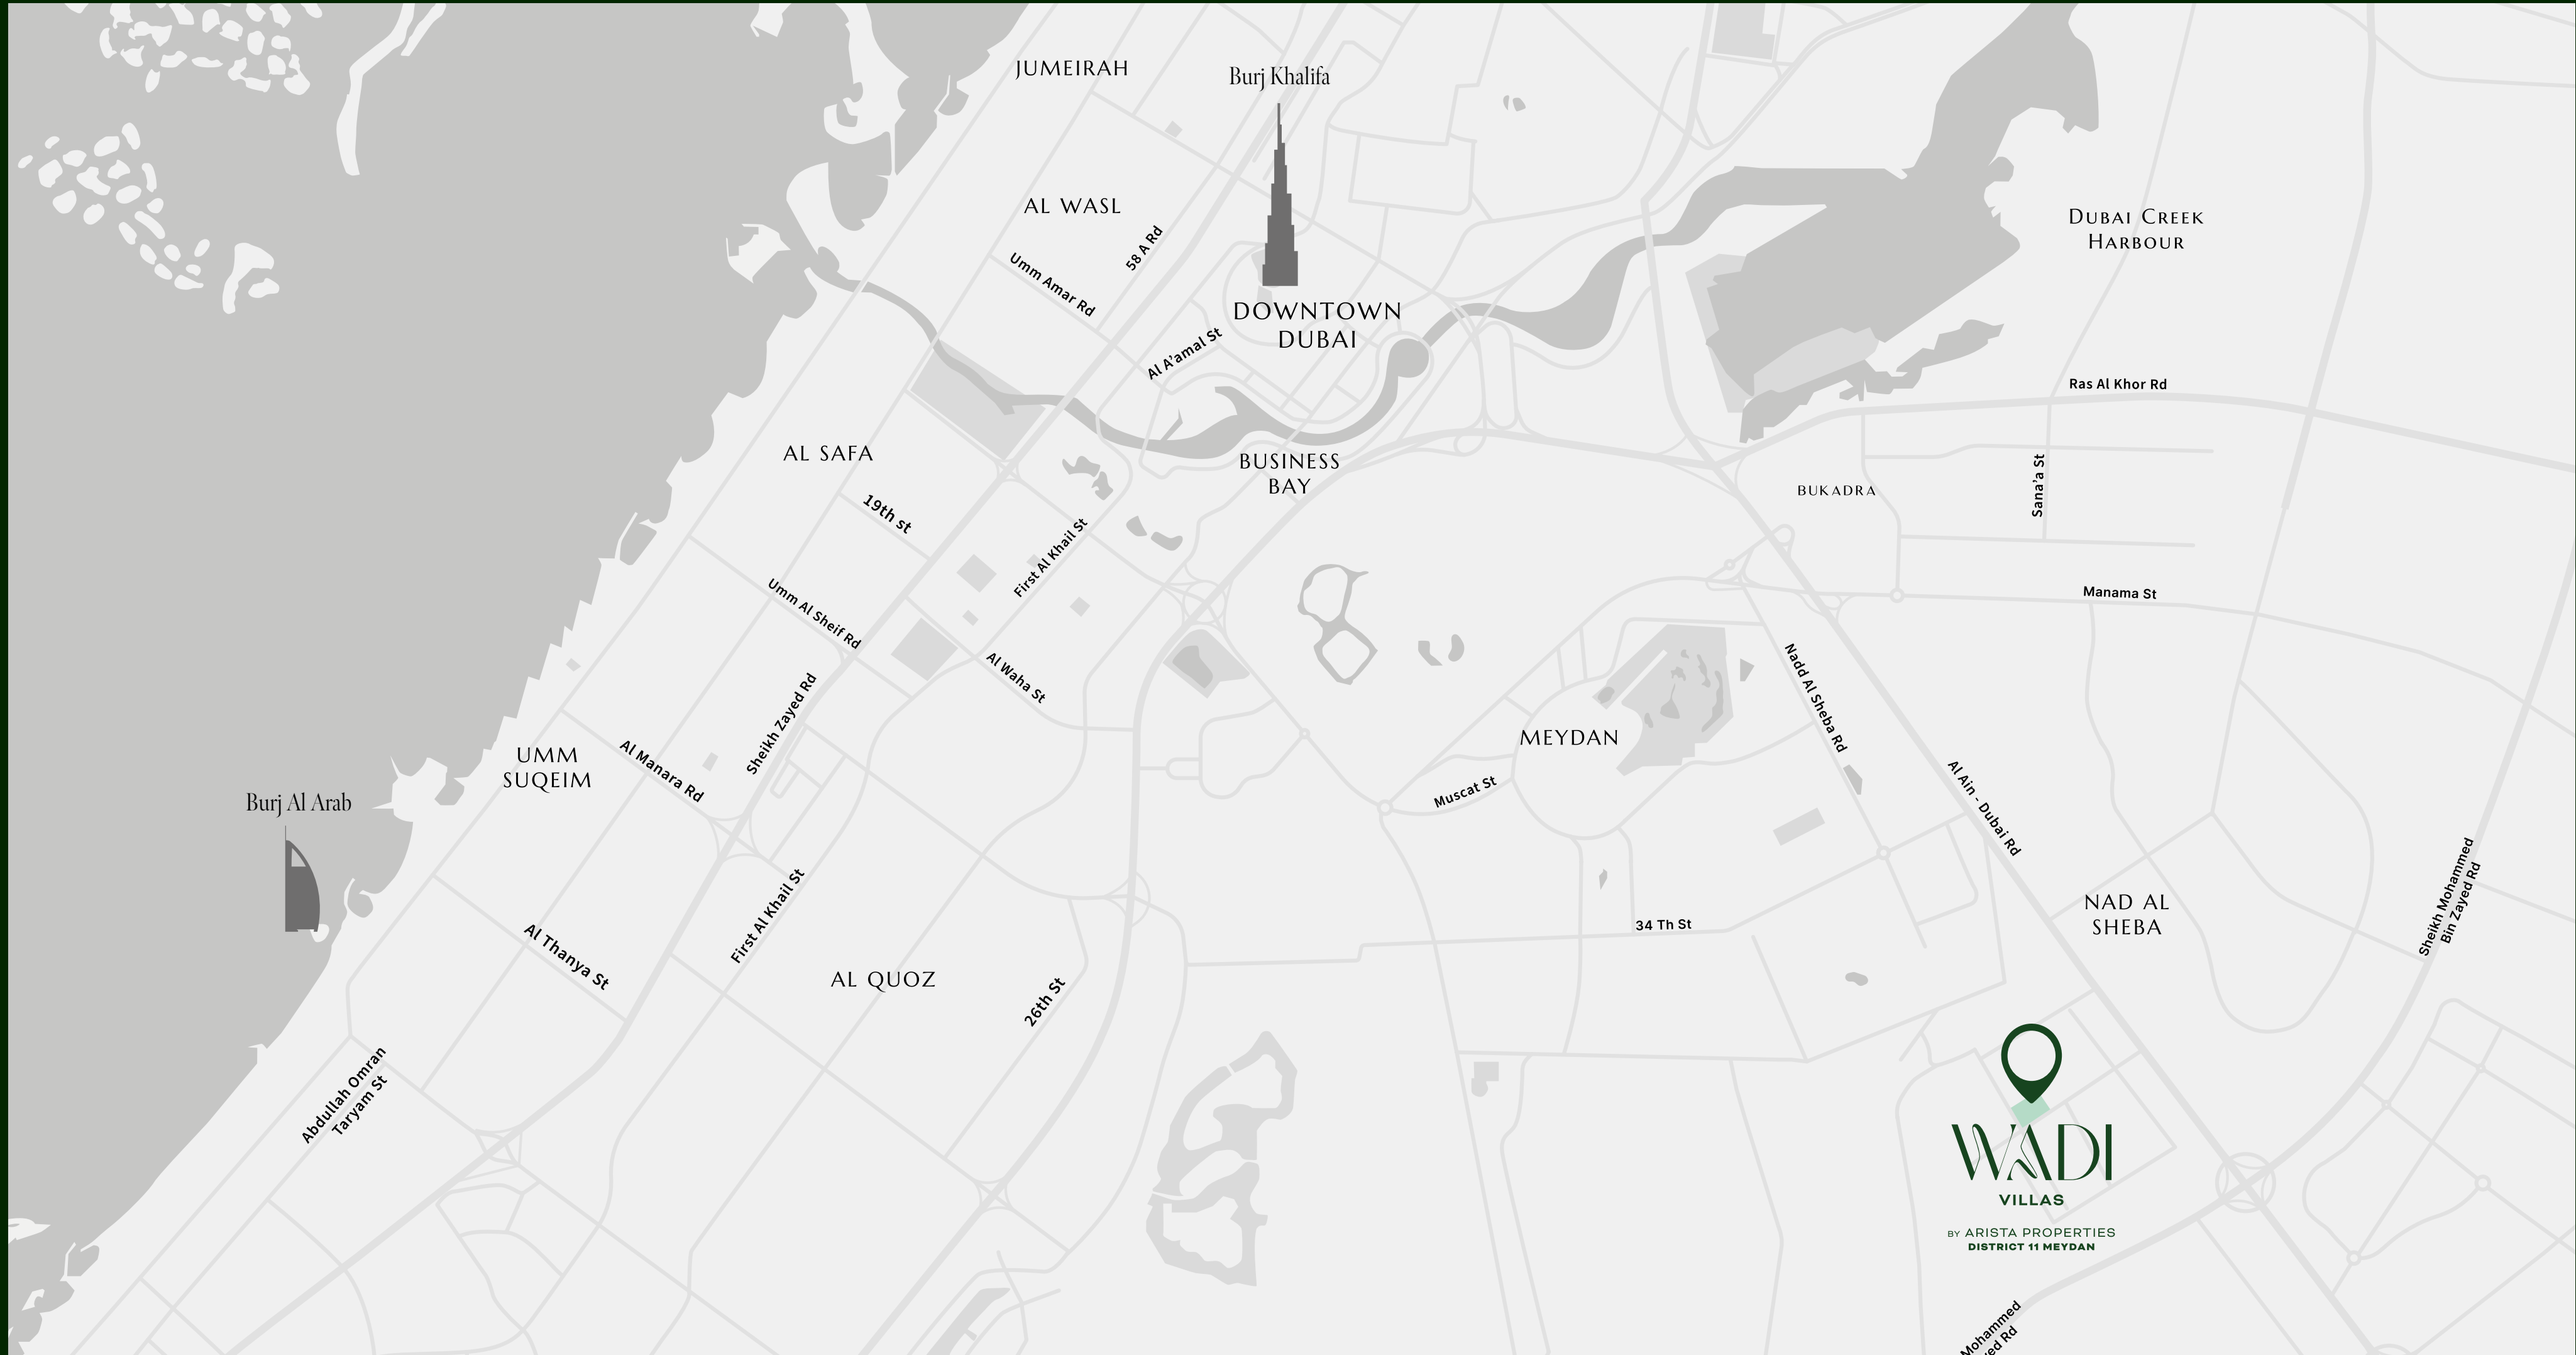 JUMEIRAH
Burj Khalifa
AL WASL
58 A Rd
Umm Amar Rd
DUBAI CREEK
HARBOUR
DOWNTOWN
DUBAI
Al A'amal St
Ras Al Khor Rd
AL SAFA
19th st
BUSINESS
BAY
BUKADRA
Sana'a St
First Al Khail St
Umm Al Sheif Rd
Manama St
Al Waha St
Nadd Al Sheba Rd
Sheikh Zayed Rd
MEYDAN
UMM
SUQEIM
Al Manara Rd
Muscat St
Al Ain - Dubai Rd
Burj Al Arab
First Al Khail St
Sheikh Mohammed
Bin Zayed Rd
NAD AL
SHEBA
34 Th St
Al Thanya St
AL QUOZ
26th St
Abdullah Omran
Taryam St
WADI
VILLAS
BY ARISTA PROPERTIES
DISTRICT 11 MEYDAN
Mohammed
Rd